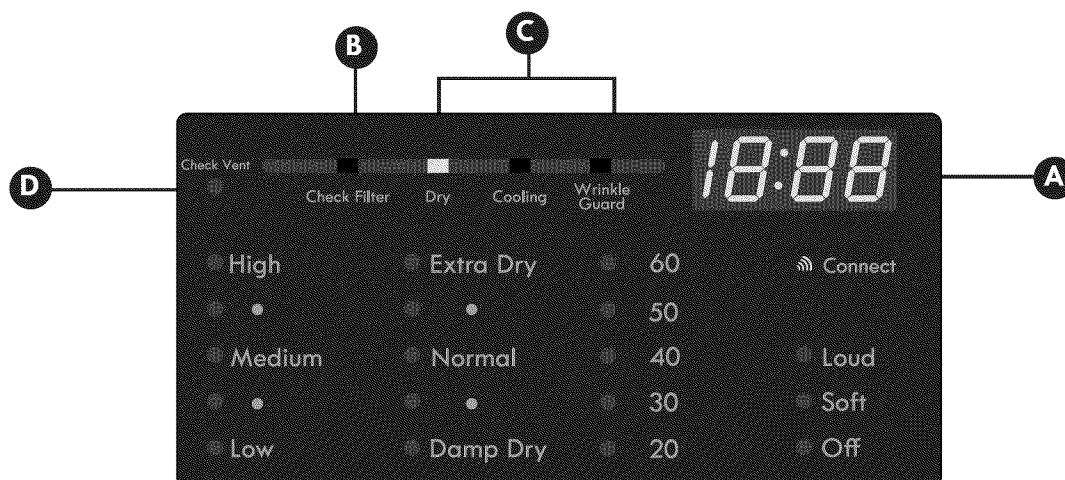 C
B
18:88
Check Vent
D
A
Check Filter Dry Cooling Wrinkle
Guard
High Extra Dry 60 Connect
50
Medium Normal 40 Loud
30 Soft
Low Damp Dry 20 Off